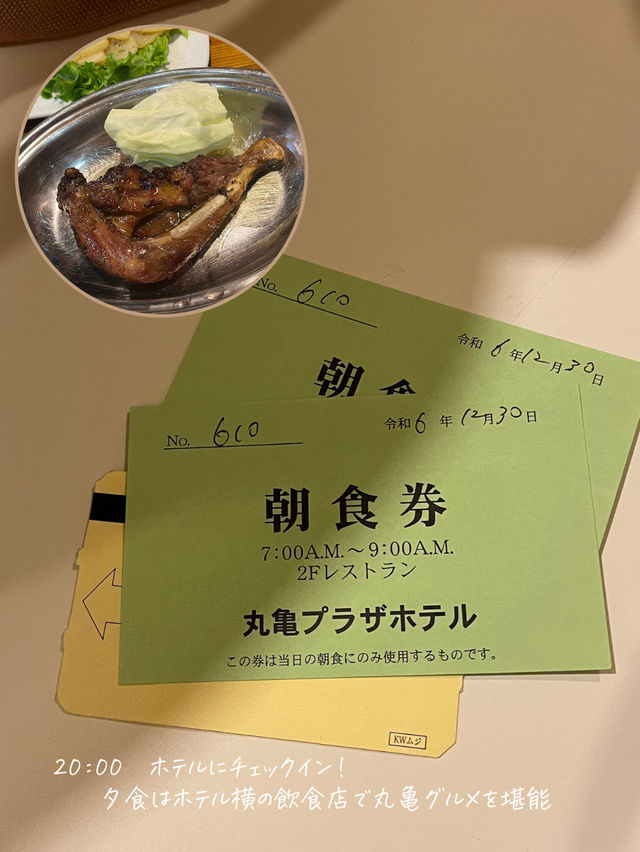 No. 610
令和 6 年 12月30日
朝食
No. 610
令和 6 年 12月30日
朝食券
7:00A.M.～9:00A.M.
2Fレストラン
丸亀プラザホテル
この券は当日の朝食にのみ使用するものです。
KWムジ
20:00 ホテルにチェックイン!
夕食はホテル横の飲食店で丸亀グルメを堪能